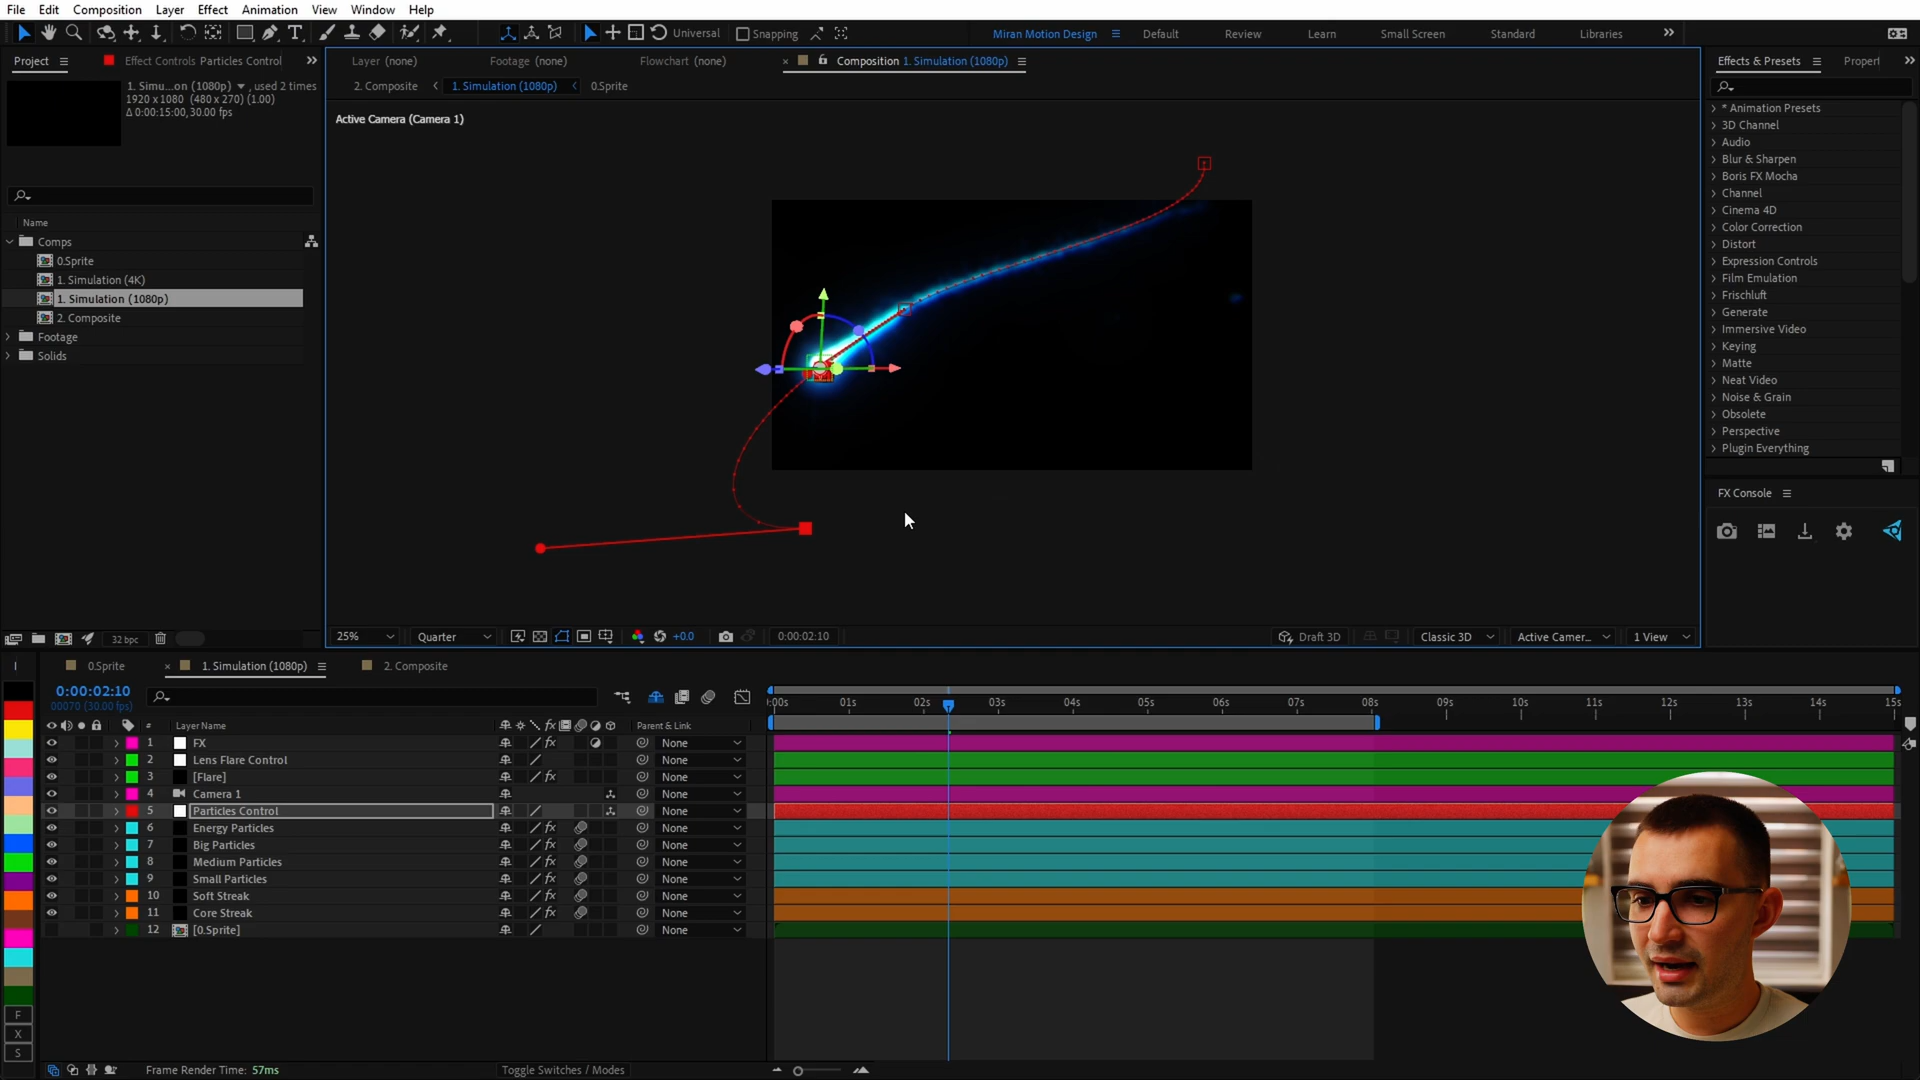 File Edit Composition Layer Effect Animation View Window Help
Universal Snapping Miran Motion Design Default Review Learn Small Screen Standard Libraries
Project Effect Controls Particles Control Layer (none) Footage (none) Flowchart (none) Composition 1. Simulation (1080p) Effects & Presets Propert
1. Simu...on (1080p) , used 2 times
1920 x 1080 (480 x 270) (1.00)
Δ 0:00:15:00, 30.00 fps
2. Composite 1. Simulation (1080p) 0.Sprite
Active Camera (Camera 1)
* Animation Presets
3D Channel
Audio
Blur & Sharpen
Boris FX Mocha
Channel
Cinema 4D
Color Correction
Distort
Expression Controls
Film Emulation
Frischluft
Generate
Immersive Video
Keying
Matte
Neat Video
Noise & Grain
Obsolete
Perspective
Plugin Everything
Name
Comps
0.Sprite
1. Simulation (4K)
1. Simulation (1080p)
2. Composite
Footage
Solids
FX Console
32 bpc
25% Quarter +0.0 0:00:02:10 Draft 3D Classic 3D Active Camer... 1 View
0.Sprite 1. Simulation (1080p) 2. Composite
0:00:02:10
00070 (30.00 fps)
:00s 01s 02s 03s 04s 05s 06s 07s 08s 09s 10s 11s 12s 13s 14s 15s
# Layer Name fx Parent & Link
1 FX fx None
2 Lens Flare Control None
3 [Flare] fx None
4 Camera 1 None
5 Particles Control None
6 Energy Particles fx None
7 Big Particles fx None
8 Medium Particles fx None
9 Small Particles fx None
10 Soft Streak fx None
11 Core Streak fx None
12 [0.Sprite] None
F
X
S
Frame Render Time: 57ms Toggle Switches / Modes